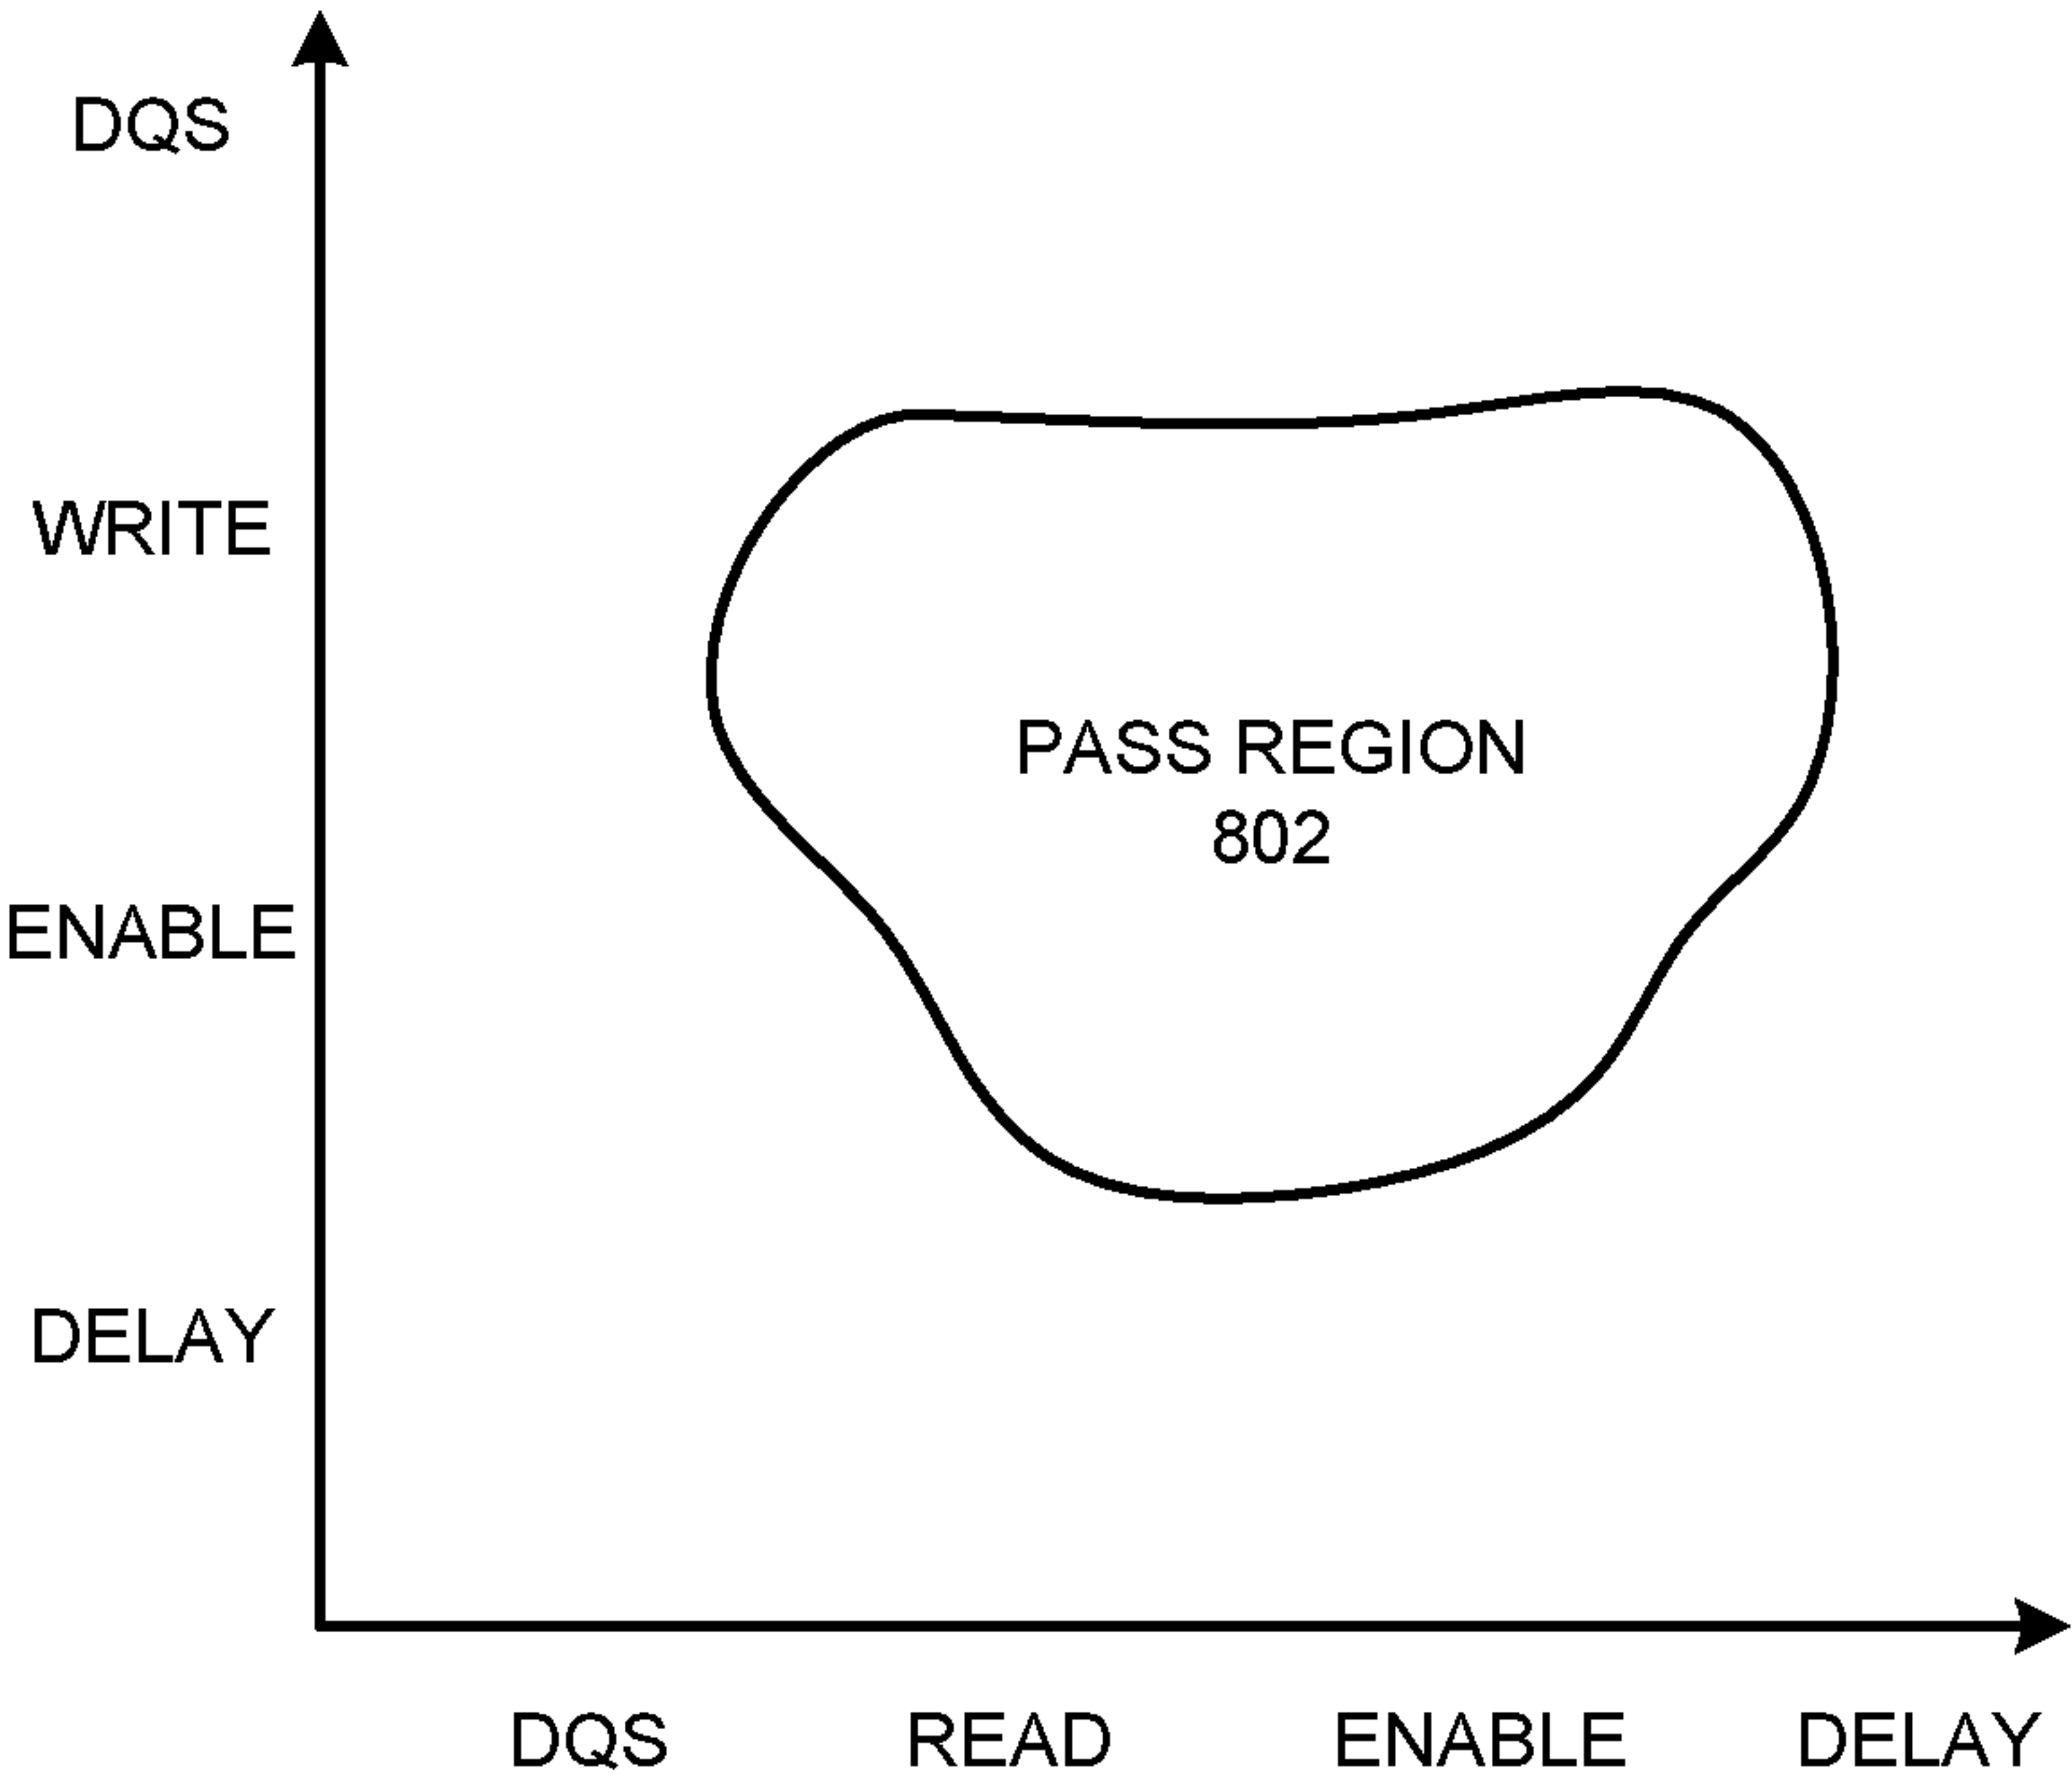 DQS
WRITE
ENABLE
DELAY
PASS REGION
802
DQS READ ENABLE DELAY